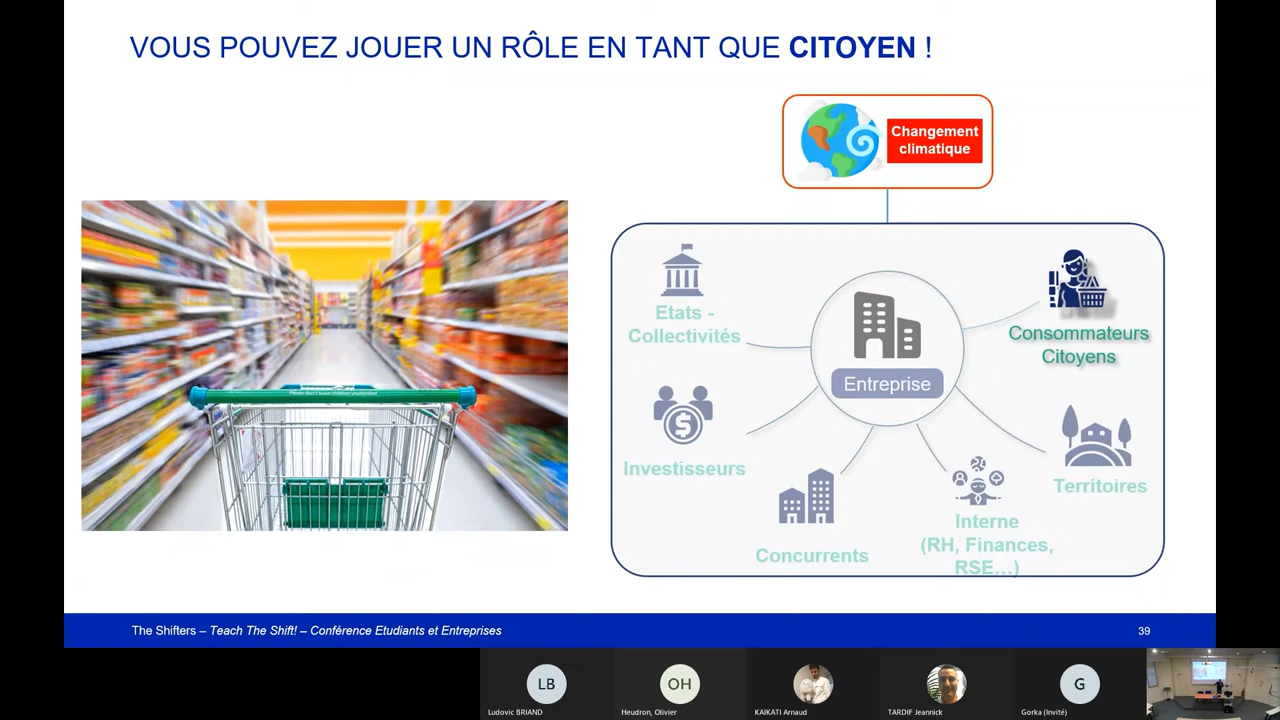 VOUS POUVEZ JOUER UN RÔLE EN TANT QUE CITOYEN !
Changement
climatique
Etats -
Collectivités
Entreprise
Consommateurs
Citoyens
Investisseurs
Territoires
Concurrents
Interne
(RH, Finances,
RSE...)
The Shifters – Teach The Shift! – Conférence Etudiants et Entreprises
39
LB
OH
G
Ludovic BRIAND
Heudron, Olivier
KAIKATI Arnaud
TARDIF Jeannick
Gorka (Invité)